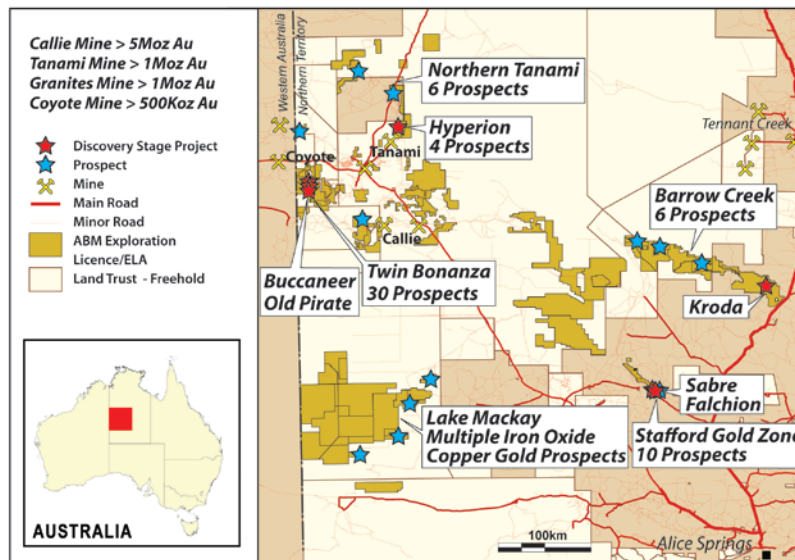 Callie Mine > 5Moz Au
Tanami Mine > 1Moz Au
Granites Mine > 1Moz Au
Coyote Mine > 500Koz Au
Discovery Stage Project
Prospect
Mine
Main Road
Minor Road
ABM Exploration
Licence/ELA
Land Trust - Freehold
AUSTRALIA
Western Australia
Northern Territory
Northern Tanami
6 Prospects
Hyperion
4 Prospects
Tennant Creek
Coyote
Tanami
Callie
Barrow Creek
6 Prospects
Buccaneer
Old Pirate
Twin Bonanza
30 Prospects
Kroda
Sabre
Falchion
Lake Mackay
Multiple Iron Oxide
Copper Gold Prospects
Stafford Gold Zone
10 Prospects
100km
Alice Springs